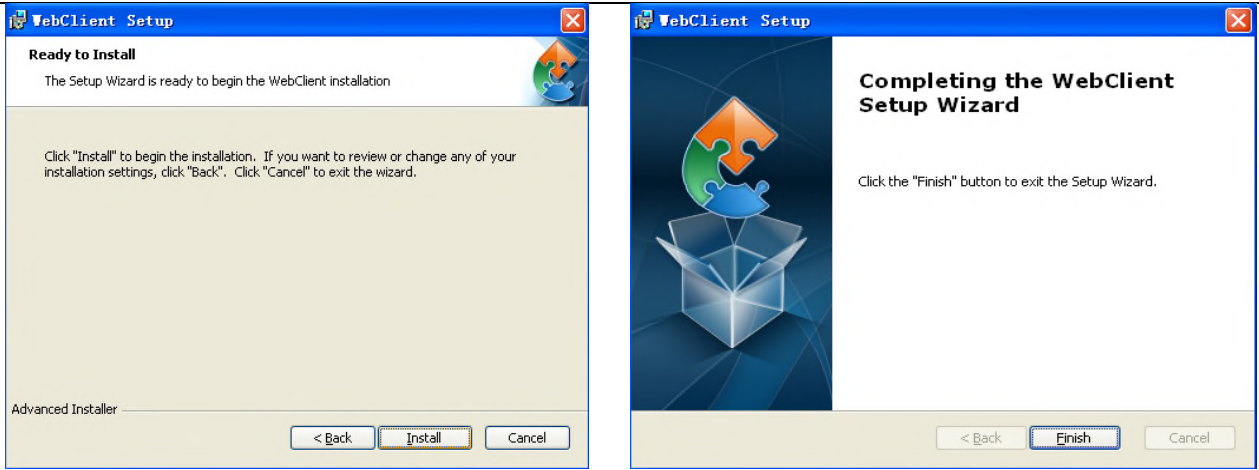 WebClient Setup
Ready to Install
The Setup Wizard is ready to begin the WebClient installation
Click "Install" to begin the installation. If you want to review or change any of your
installation settings, click "Back". Click "Cancel" to exit the wizard.
Advanced Installer
< Back
Install
Cancel
WebClient Setup
Completing the WebClient
Setup Wizard
Click the "Finish" button to exit the Setup Wizard.
< Back
Finish
Cancel